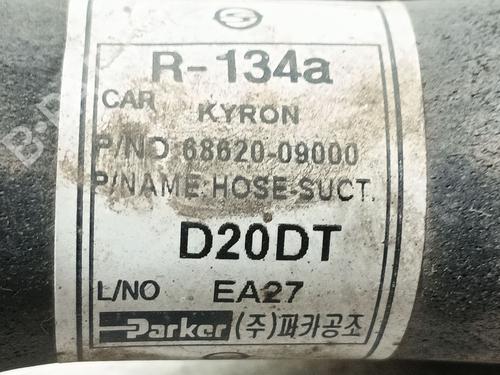 R-134a
CAR KYRON
P/NO 68620-09000
P/NAME:HOSE-SUCT.
D20DT
L/NO EA27
Parker (주)파카공조